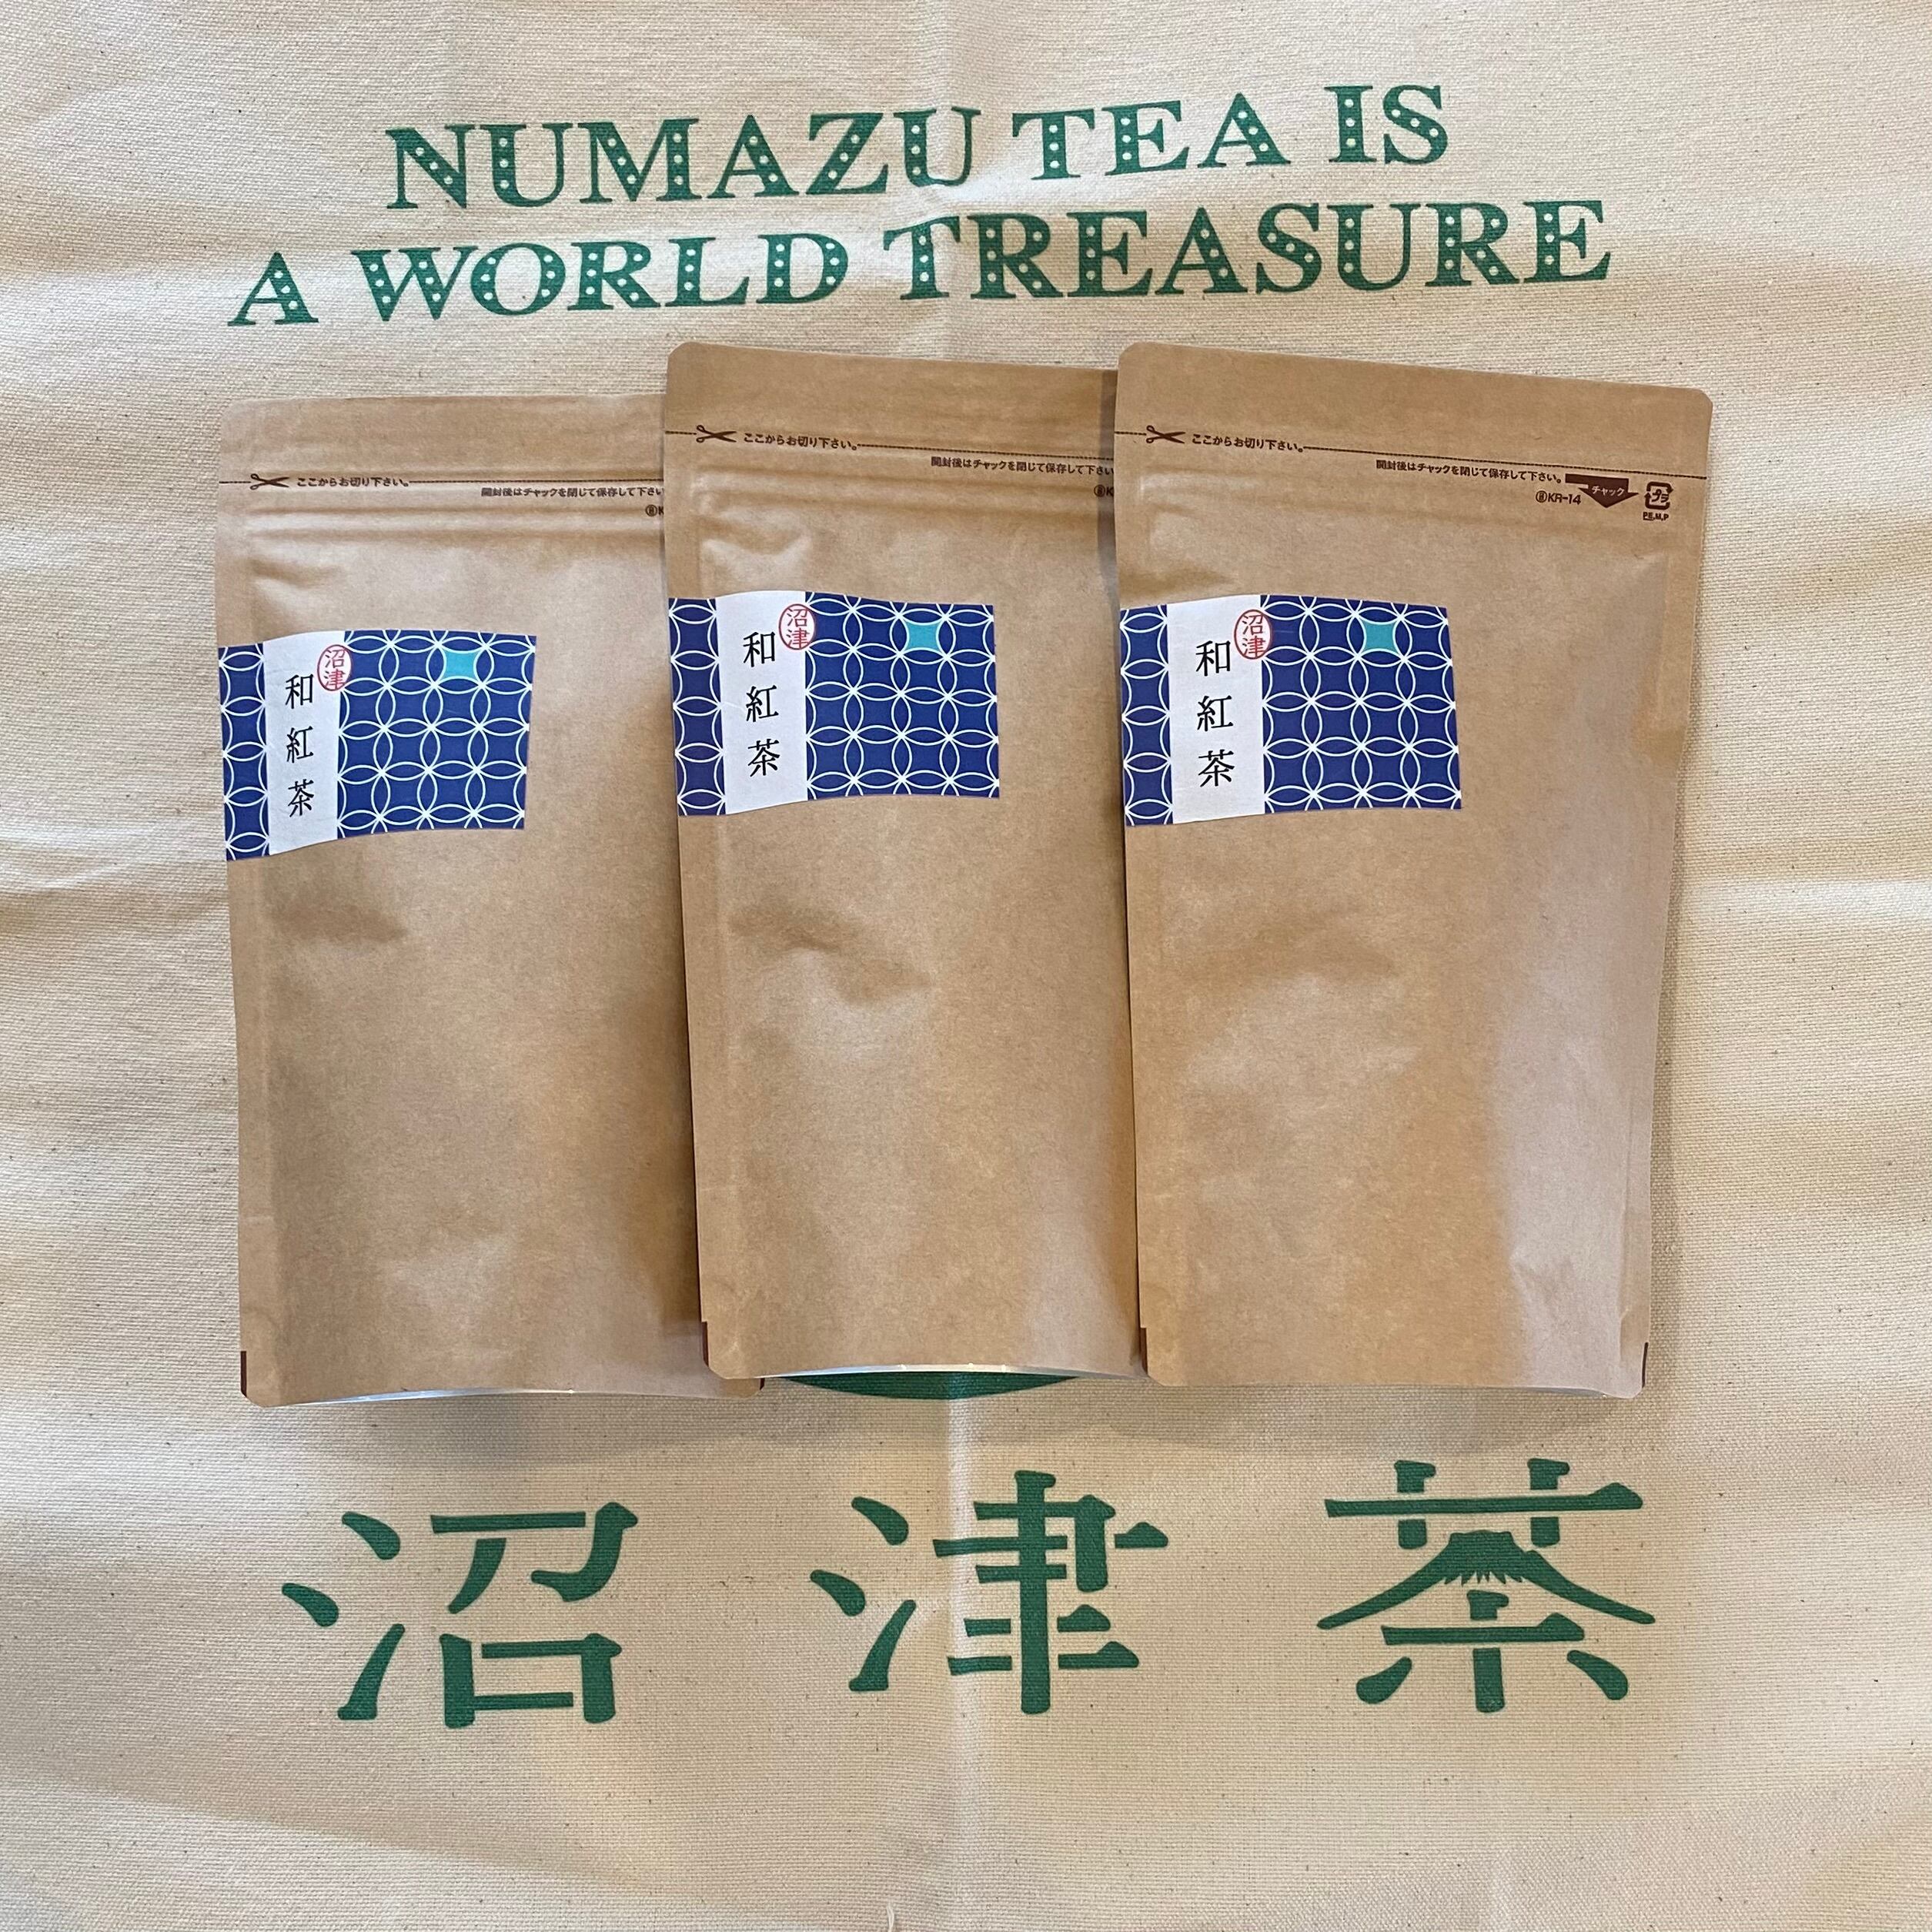 NUMAZU TEA IS
A WORLD TREASURE
ここからお切り下さい。
開封後はチャックを閉じて保存して下さい
沼津
和紅茶
ここからお切り下さい。
開封後はチャックを閉じて保存して下さい
沼津
和紅茶
ここからお切り下さい。
開封後はチャックを閉じて保存して下さい。
チャック
KR-14
プラ
PE,M,P
沼津
和紅茶
沼津茶